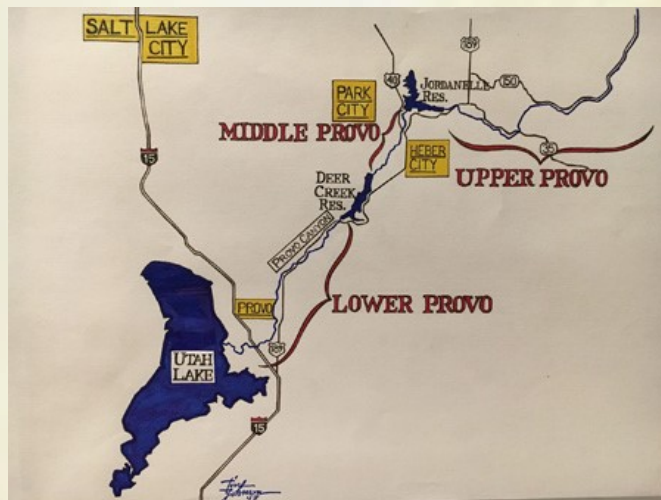 SALT LAKE
CITY
189
150
40
JORDANELLE
RES.
PARK
CITY
MIDDLE PROVO
35
HEBER
CITY
15
UPPER PROVO
DEER
CREEK
RES.
PROVO CANYON
PROVO
LOWER PROVO
189
UTAH
LAKE
15